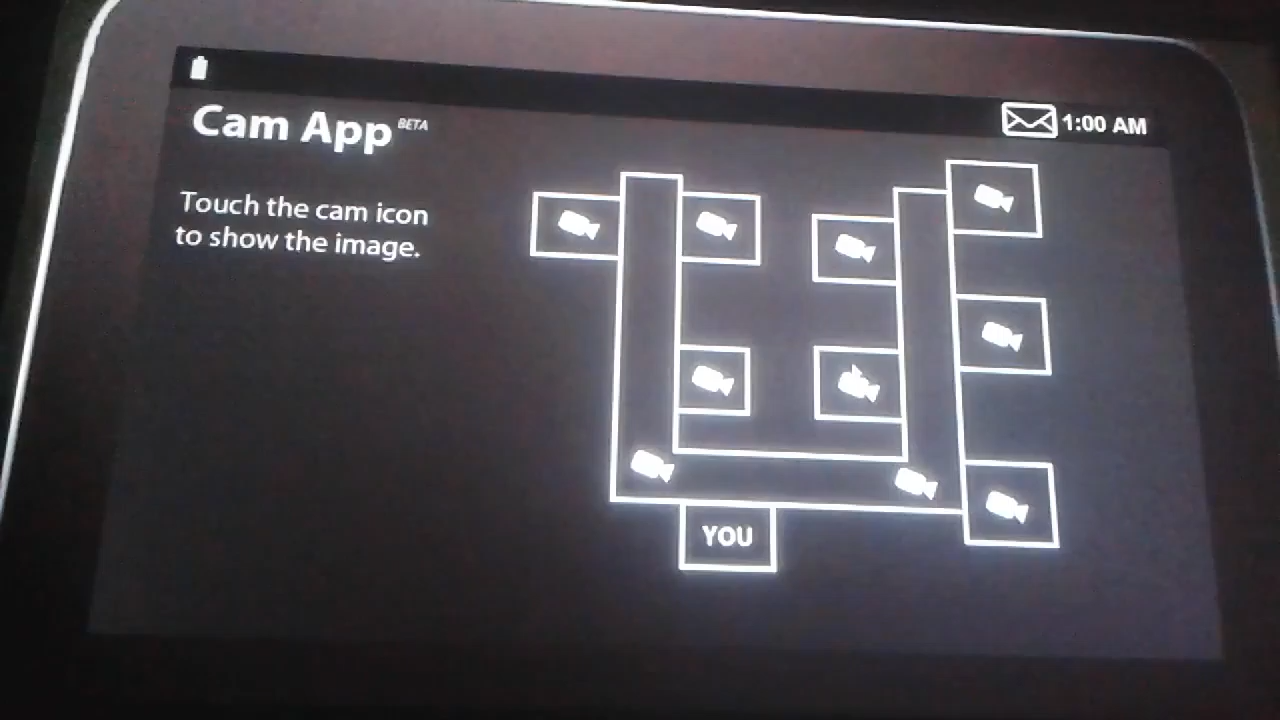 Cam App BETA
1:00 AM
Touch the cam icon
to show the image.
YOU